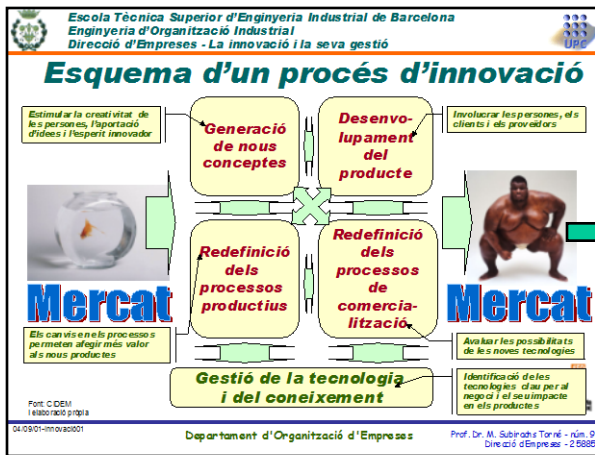 Escola Tècnica Superior d'Enginyeria Industrial de Barcelona
Enginyeria d'Organització Industrial
Direcció d'Empreses - La innovació i la seva gestió
UPC
Esquema d'un procés d'innovació
Estimular la creativitat de
les persones, l'aportació
d'idees i l'esperit innovador
Generació
de nous
conceptes
Desenvo-
lupament
del
producte
Involucrar les persones, els
clients i els proveïdors
Mercat
Redefinició
dels
processos
productius
Redefinició
dels
processos
de
comercia-
lització
Mercat
Els canvis en els processos
permeten afegir més valor
als nous productes
Avaluar les possibilitats
de les noves tecnologies
Gestió de la tecnologia
i del coneixement
Identificació de les
tecnologies clau per al
negoci i el seu impacte
en els productes
Font: CIDEM
i elaboració pròpia
04/09/01-Innovació01
Departament d'Organització d'Empreses
Prof. Dr. M. Subirachs Torné - núm. 9
Direcció d'Empreses - 25885